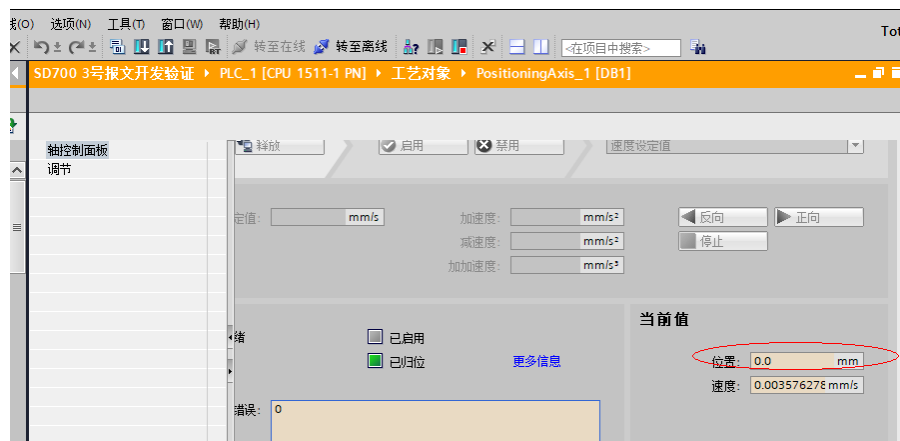 线(O) 选项(N) 工具(T) 窗口(W) 帮助(H)
Tot
转至在线 转至离线 <在项目中搜索>
SD700 3号报文开发验证 PLC_1 [CPU 1511-1 PN] 工艺对象 PositioningAxis_1 [DB1]
轴控制面板
调节
释放 启用 禁用 速度设定值
定值: mm/s 加速度: mm/s² 反向 正向
减速度: mm/s² 停止
加加速度: mm/s³
当前值
绪 已启用
已归位 更多信息
位置: 0.0 mm
速度: 0.003576278 mm/s
错误: 0